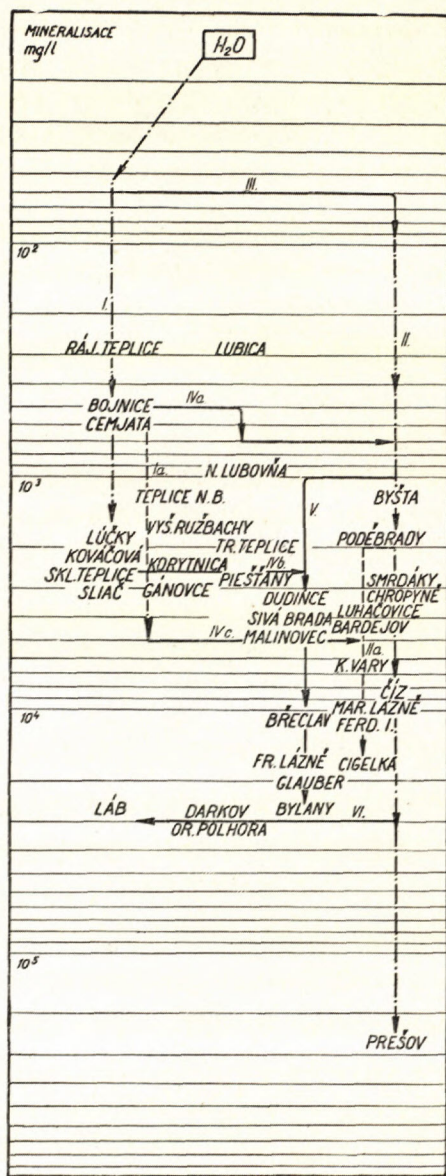 MINERALISACE
mg/l
H₂O
III.
10²
I.
II.
RÁJ. TEPLICE LUBICA
BOJNICE IVa.
CEMJATA
Ia. N. LUBOVŇA
10³
TEPLICE N.B. V. BYŠTA
LÚČKY VYŠ. RUŽBACHY PODĚBRADY
KOVÁČOVÁ TR. TEPLICE
SKL. TEPLICE KORYTNICA IVb.
PIEŠŤANY SMRDÁKY
SLIAČ GÁNOVCE DUDINCE CHROPYNĚ
SIVÁ BRADA LUHAČOVICE
IVc. MALINOVEC BARDEJOV
IIa.
K. VARY
ČÍZ
10⁴ BŘECLAV MAR. LÁZNĚ
FERD. I.
FR. LÁZNĚ CIGELKA
GLAUBER
LÁB DARKOV BYLANY VI.
OR. POLHORA
10⁵
PREŠOV